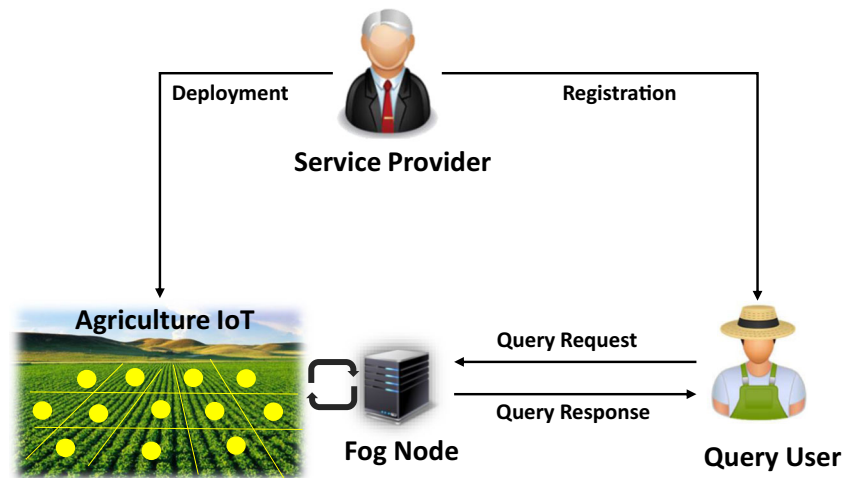 Deployment
Registration
Service Provider
Agriculture IoT
Query Request
Query Response
Fog Node
Query User